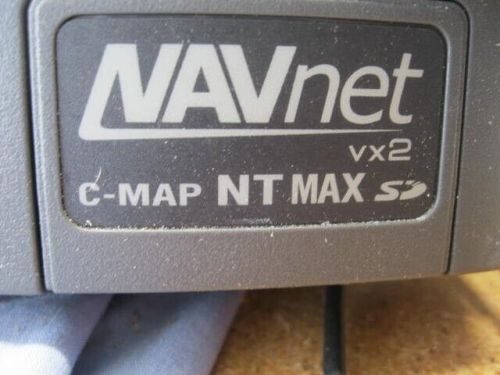 NAVnet
vx2
C-MAP NT MAX SD